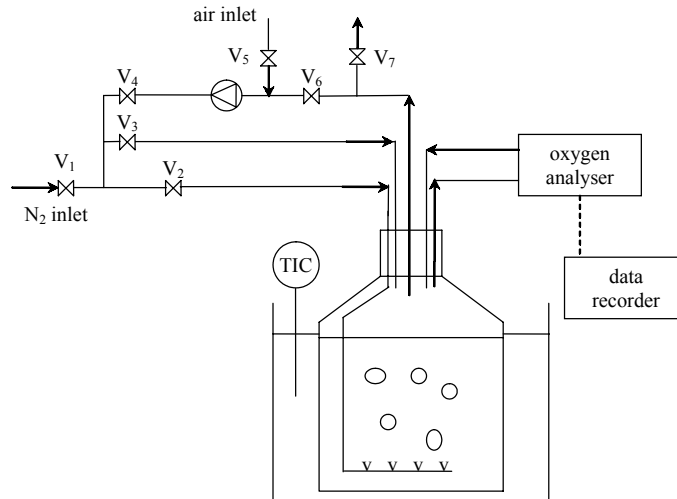 air inlet
V5
V6
V7
V4
V3
V1
V2
N2 inlet
oxygen
analyser
TIC
data
recorder
v v v v